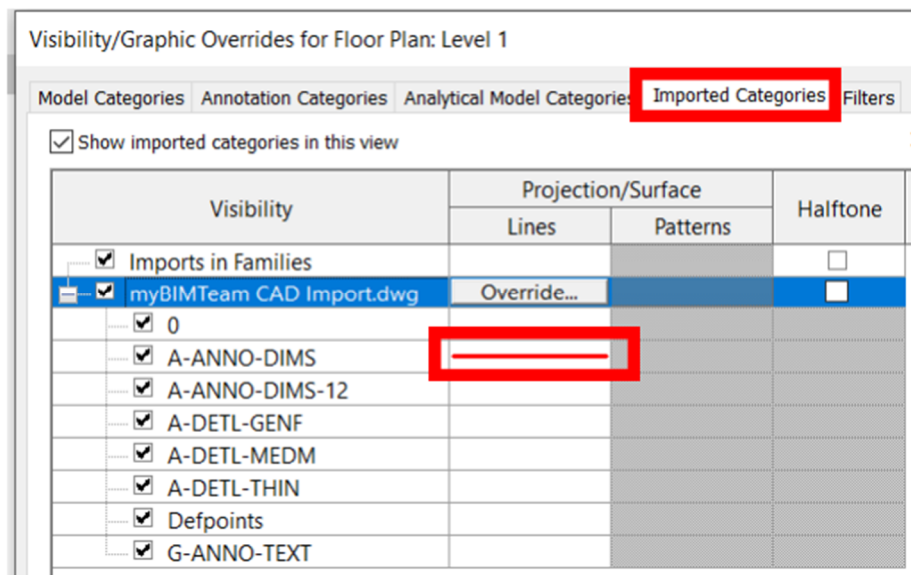 Visibility/Graphic Overrides for Floor Plan: Level 1
Model Categories Annotation Categories Analytical Model Categories Imported Categories Filters
Show imported categories in this view
Visibility Projection/Surface Halftone
Lines Patterns
Imports in Families
myBIMTeam CAD Import.dwg Override...
0
A-ANNO-DIMS
A-ANNO-DIMS-12
A-DETL-GENF
A-DETL-MEDM
A-DETL-THIN
Defpoints
G-ANNO-TEXT